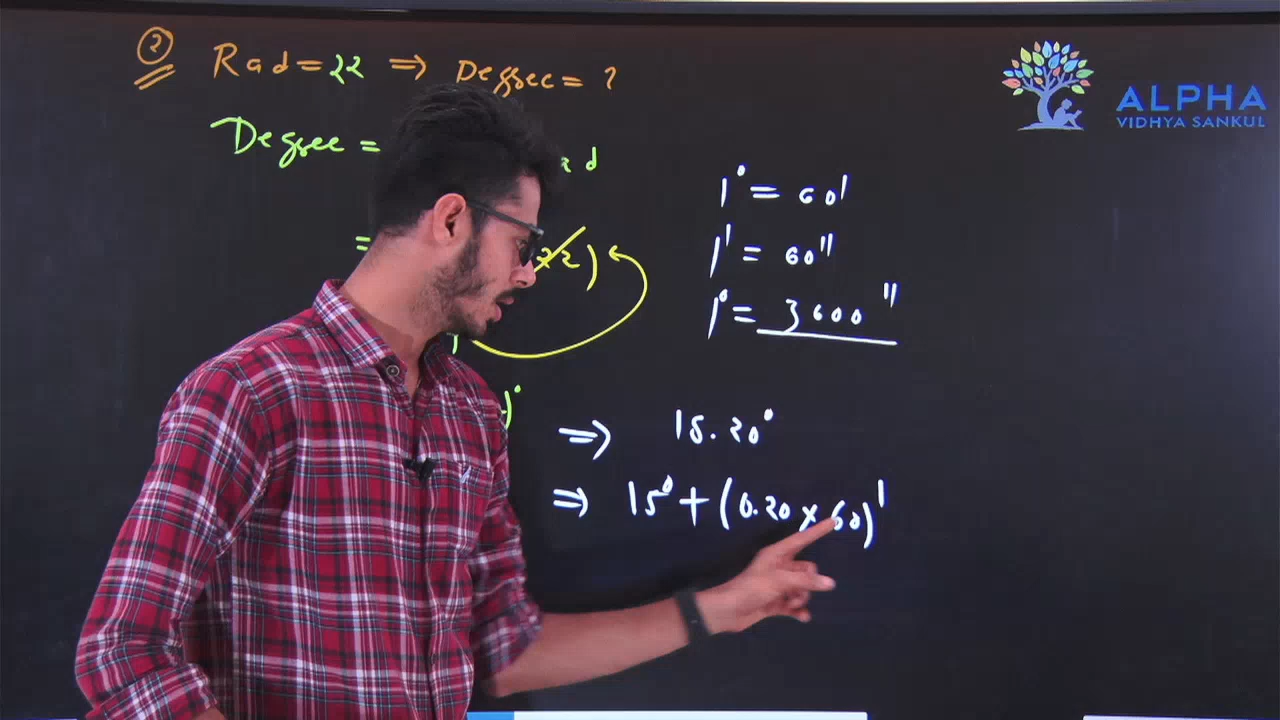 ② Rad = 22 ⇒ Degree = ?
Degree =
=
ALPHA
VIDHYA SANKUL
1° = 60'
1' = 60"
1° = 3600"
⇒ 15.20°
⇒ 15° + (0.20 × 60)'